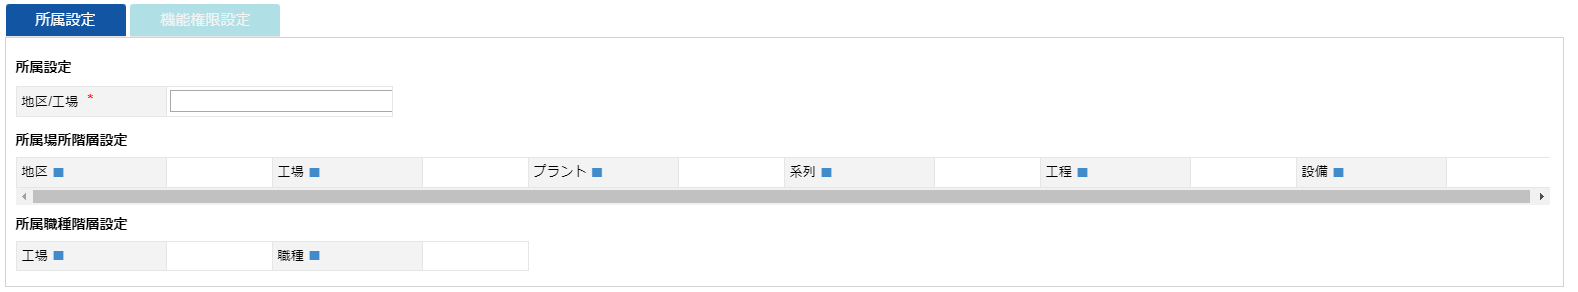 所属設定 機能権限設定
所属設定
地区/工場 *
所属場所階層設定
地区 工場 プラント 系列 工程 設備
所属職種階層設定
工場 職種